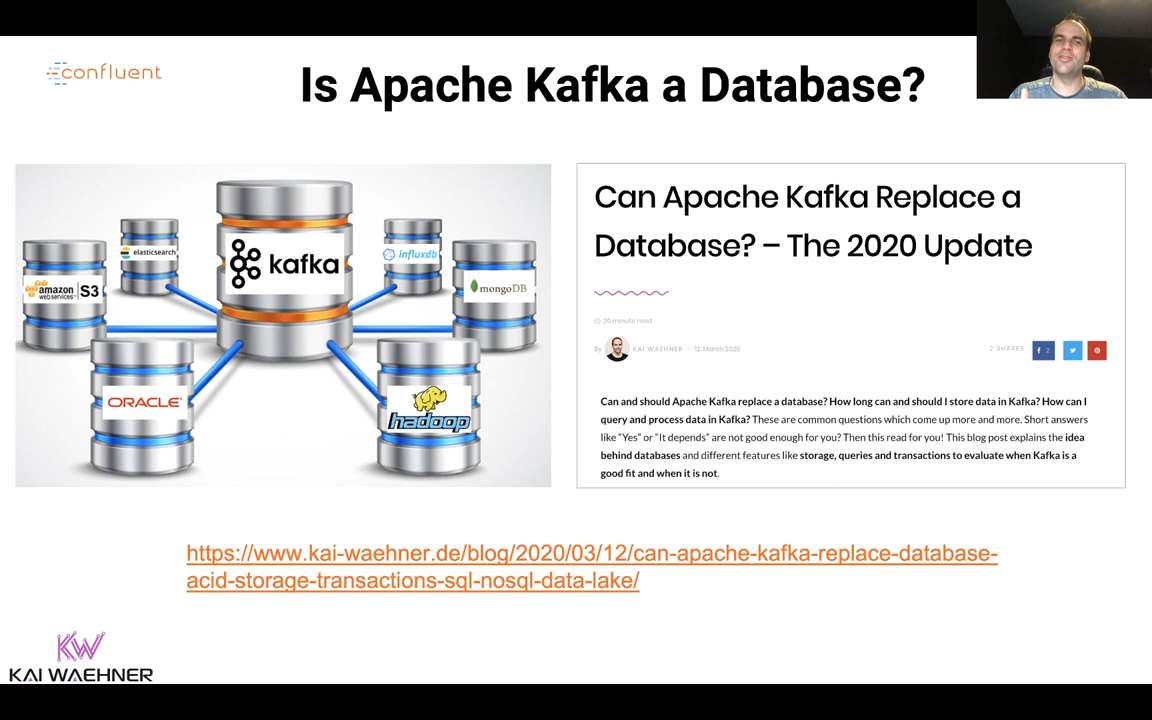 confluent
Is Apache Kafka a Database?
elasticsearch
kafka
influxdb
amazon
web services
S3
mongoDB
ORACLE
hadoop
Can Apache Kafka Replace a
Database? – The 2020 Update
20 minute read
By KAI WAEHNER · 12. March 2020
2 SHARES
f 2
Can and should Apache Kafka replace a database? How long can and should I store data in Kafka? How can I
query and process data in Kafka? These are common questions which come up more and more. Short answers
like “Yes” or “It depends” are not good enough for you? Then this read for you! This blog post explains the idea
behind databases and different features like storage, queries and transactions to evaluate when Kafka is a
good fit and when it is not.
https://www.kai-waehner.de/blog/2020/03/12/can-apache-kafka-replace-database-
acid-storage-transactions-sql-nosql-data-lake/
KW
KAI WAEHNER